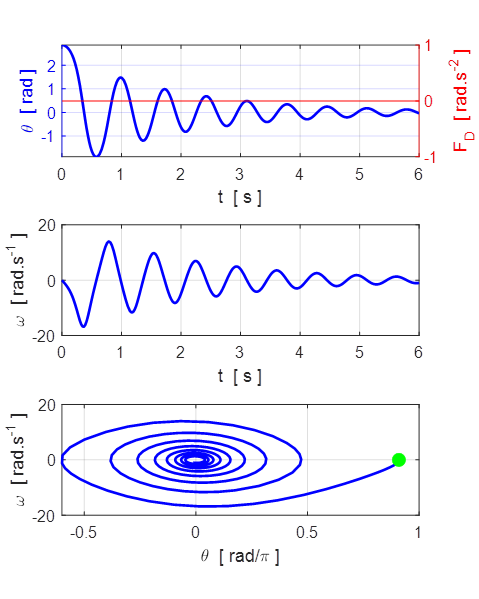 1
2
1
0
-1
0
-1
θ [ rad ]
F_D [rad.s⁻²]
0 1 2 3 4 5 6
t [ s ]
20
0
-20
ω [ rad.s⁻¹ ]
0 1 2 3 4 5 6
t [ s ]
20
0
-20
ω [ rad.s⁻¹ ]
-0.5 0 0.5 1
θ [ rad/π ]